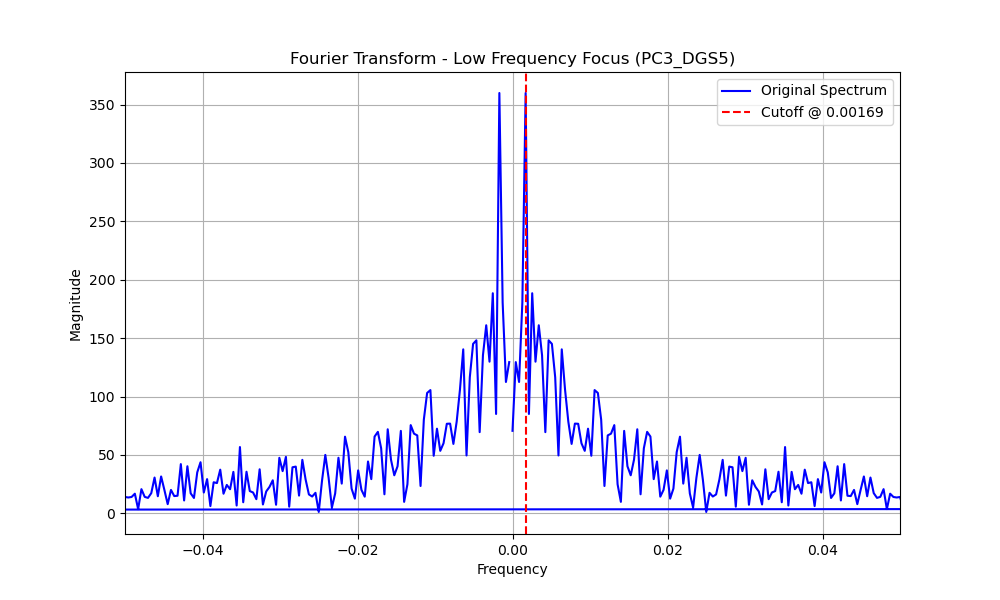 Fourier Transform - Low Frequency Focus (PC3_DGS5)
Original Spectrum
Cutoff @ 0.00169
Magnitude
350
300
250
200
150
100
50
0
−0.04 −0.02 0.00 0.02 0.04
Frequency